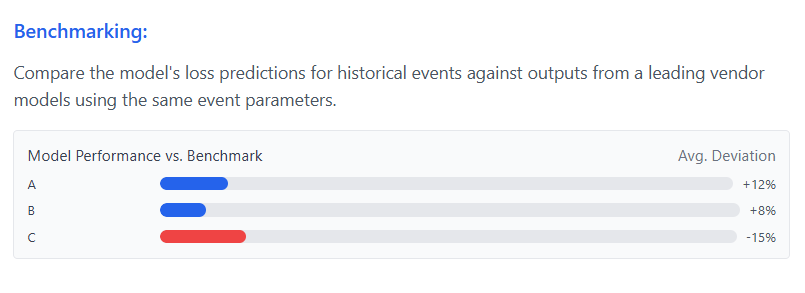 Benchmarking:
Compare the model's loss predictions for historical events against outputs from a leading vendor
models using the same event parameters.
Model Performance vs. Benchmark Avg. Deviation
A +12%
B +8%
C -15%